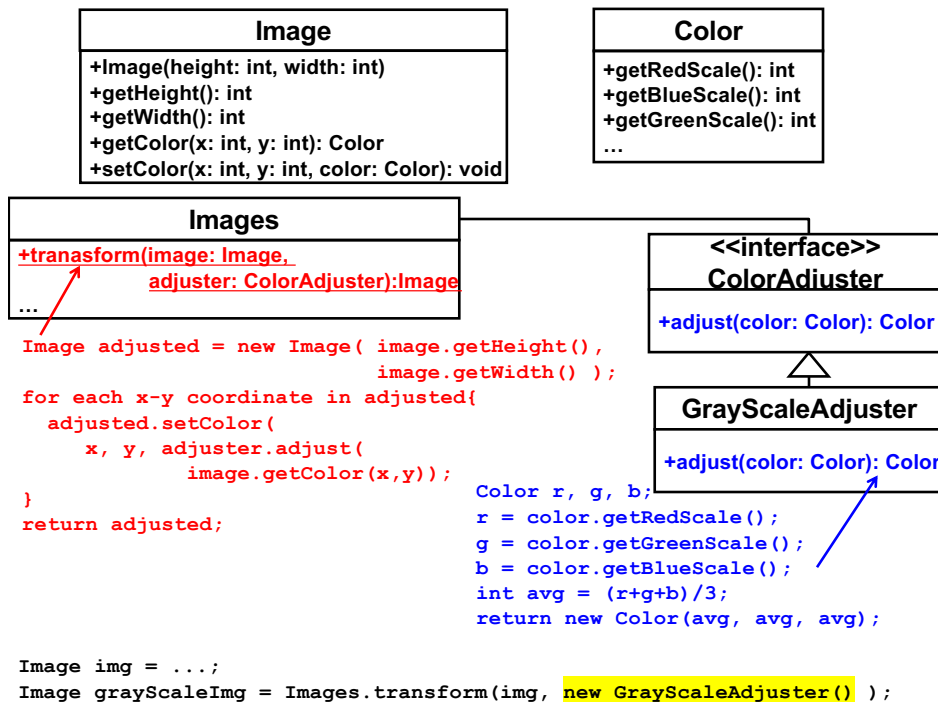 Image
+Image(height: int, width: int)
+getHeight(): int
+getWidth(): int
+getColor(x: int, y: int): Color
+setColor(x: int, y: int, color: Color): void
Color
+getRedScale(): int
+getBlueScale(): int
+getGreenScale(): int
…
Images
+tranasform(image: Image,
adjuster: ColorAdjuster):Image
…
<<interface>>
ColorAdjuster
+adjust(color: Color): Color
GrayScaleAdjuster
+adjust(color: Color): Color
Image adjusted = new Image( image.getHeight(),
image.getWidth() );
for each x-y coordinate in adjusted{
adjusted.setColor(
x, y, adjuster.adjust(
image.getColor(x,y));
}
return adjusted;
Color r, g, b;
r = color.getRedScale();
g = color.getGreenScale();
b = color.getBlueScale();
int avg = (r+g+b)/3;
return new Color(avg, avg, avg);
Image img = ...;
Image grayScaleImg = Images.transform(img, new GrayScaleAdjuster() );